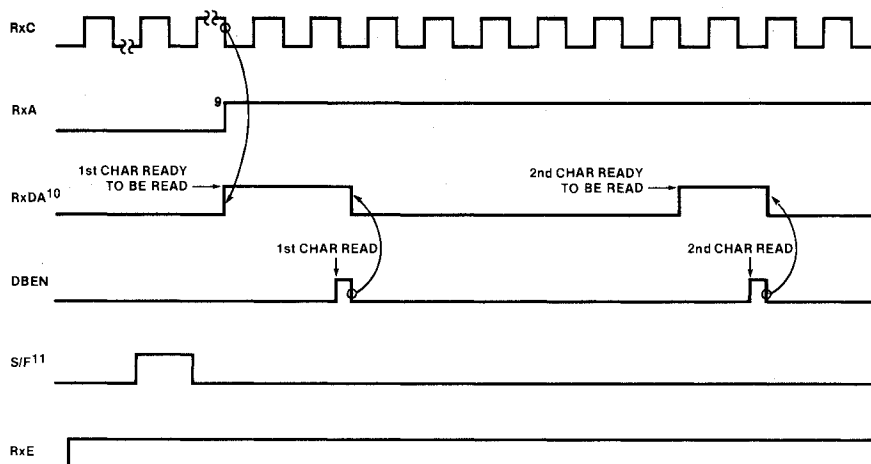 RxC
RxA
9
1st CHAR READY
TO BE READ
2nd CHAR READY
TO BE READ
RxDA10
1st CHAR READ
2nd CHAR READ
DBEN
S/F11
RxE